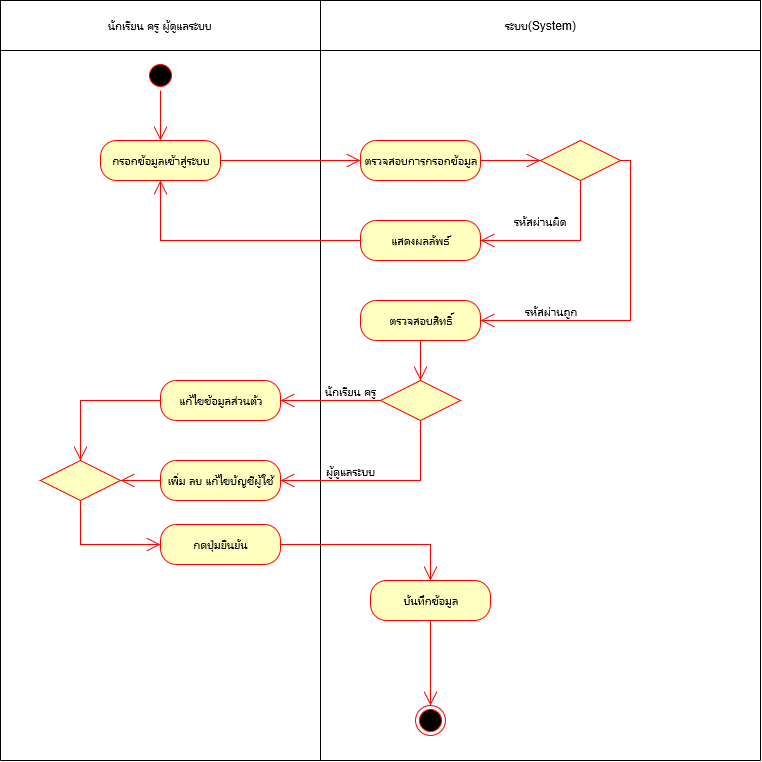 นักเรียน ครู ผู้ดูแลระบบ
ระบบ(System)
กรอกข้อมูลเข้าสู่ระบบ
ตรวจสอบการกรอกข้อมูล
รหัสผ่านผิด
แสดงผลลัพธ์
รหัสผ่านถูก
ตรวจสอบสิทธิ์
นักเรียน ครู
แก้ไขข้อมูลส่วนตัว
ผู้ดูแลระบบ
เพิ่ม ลบ แก้ไขบัญชีผู้ใช้
กดปุ่มยืนยัน
บันทึกข้อมูล